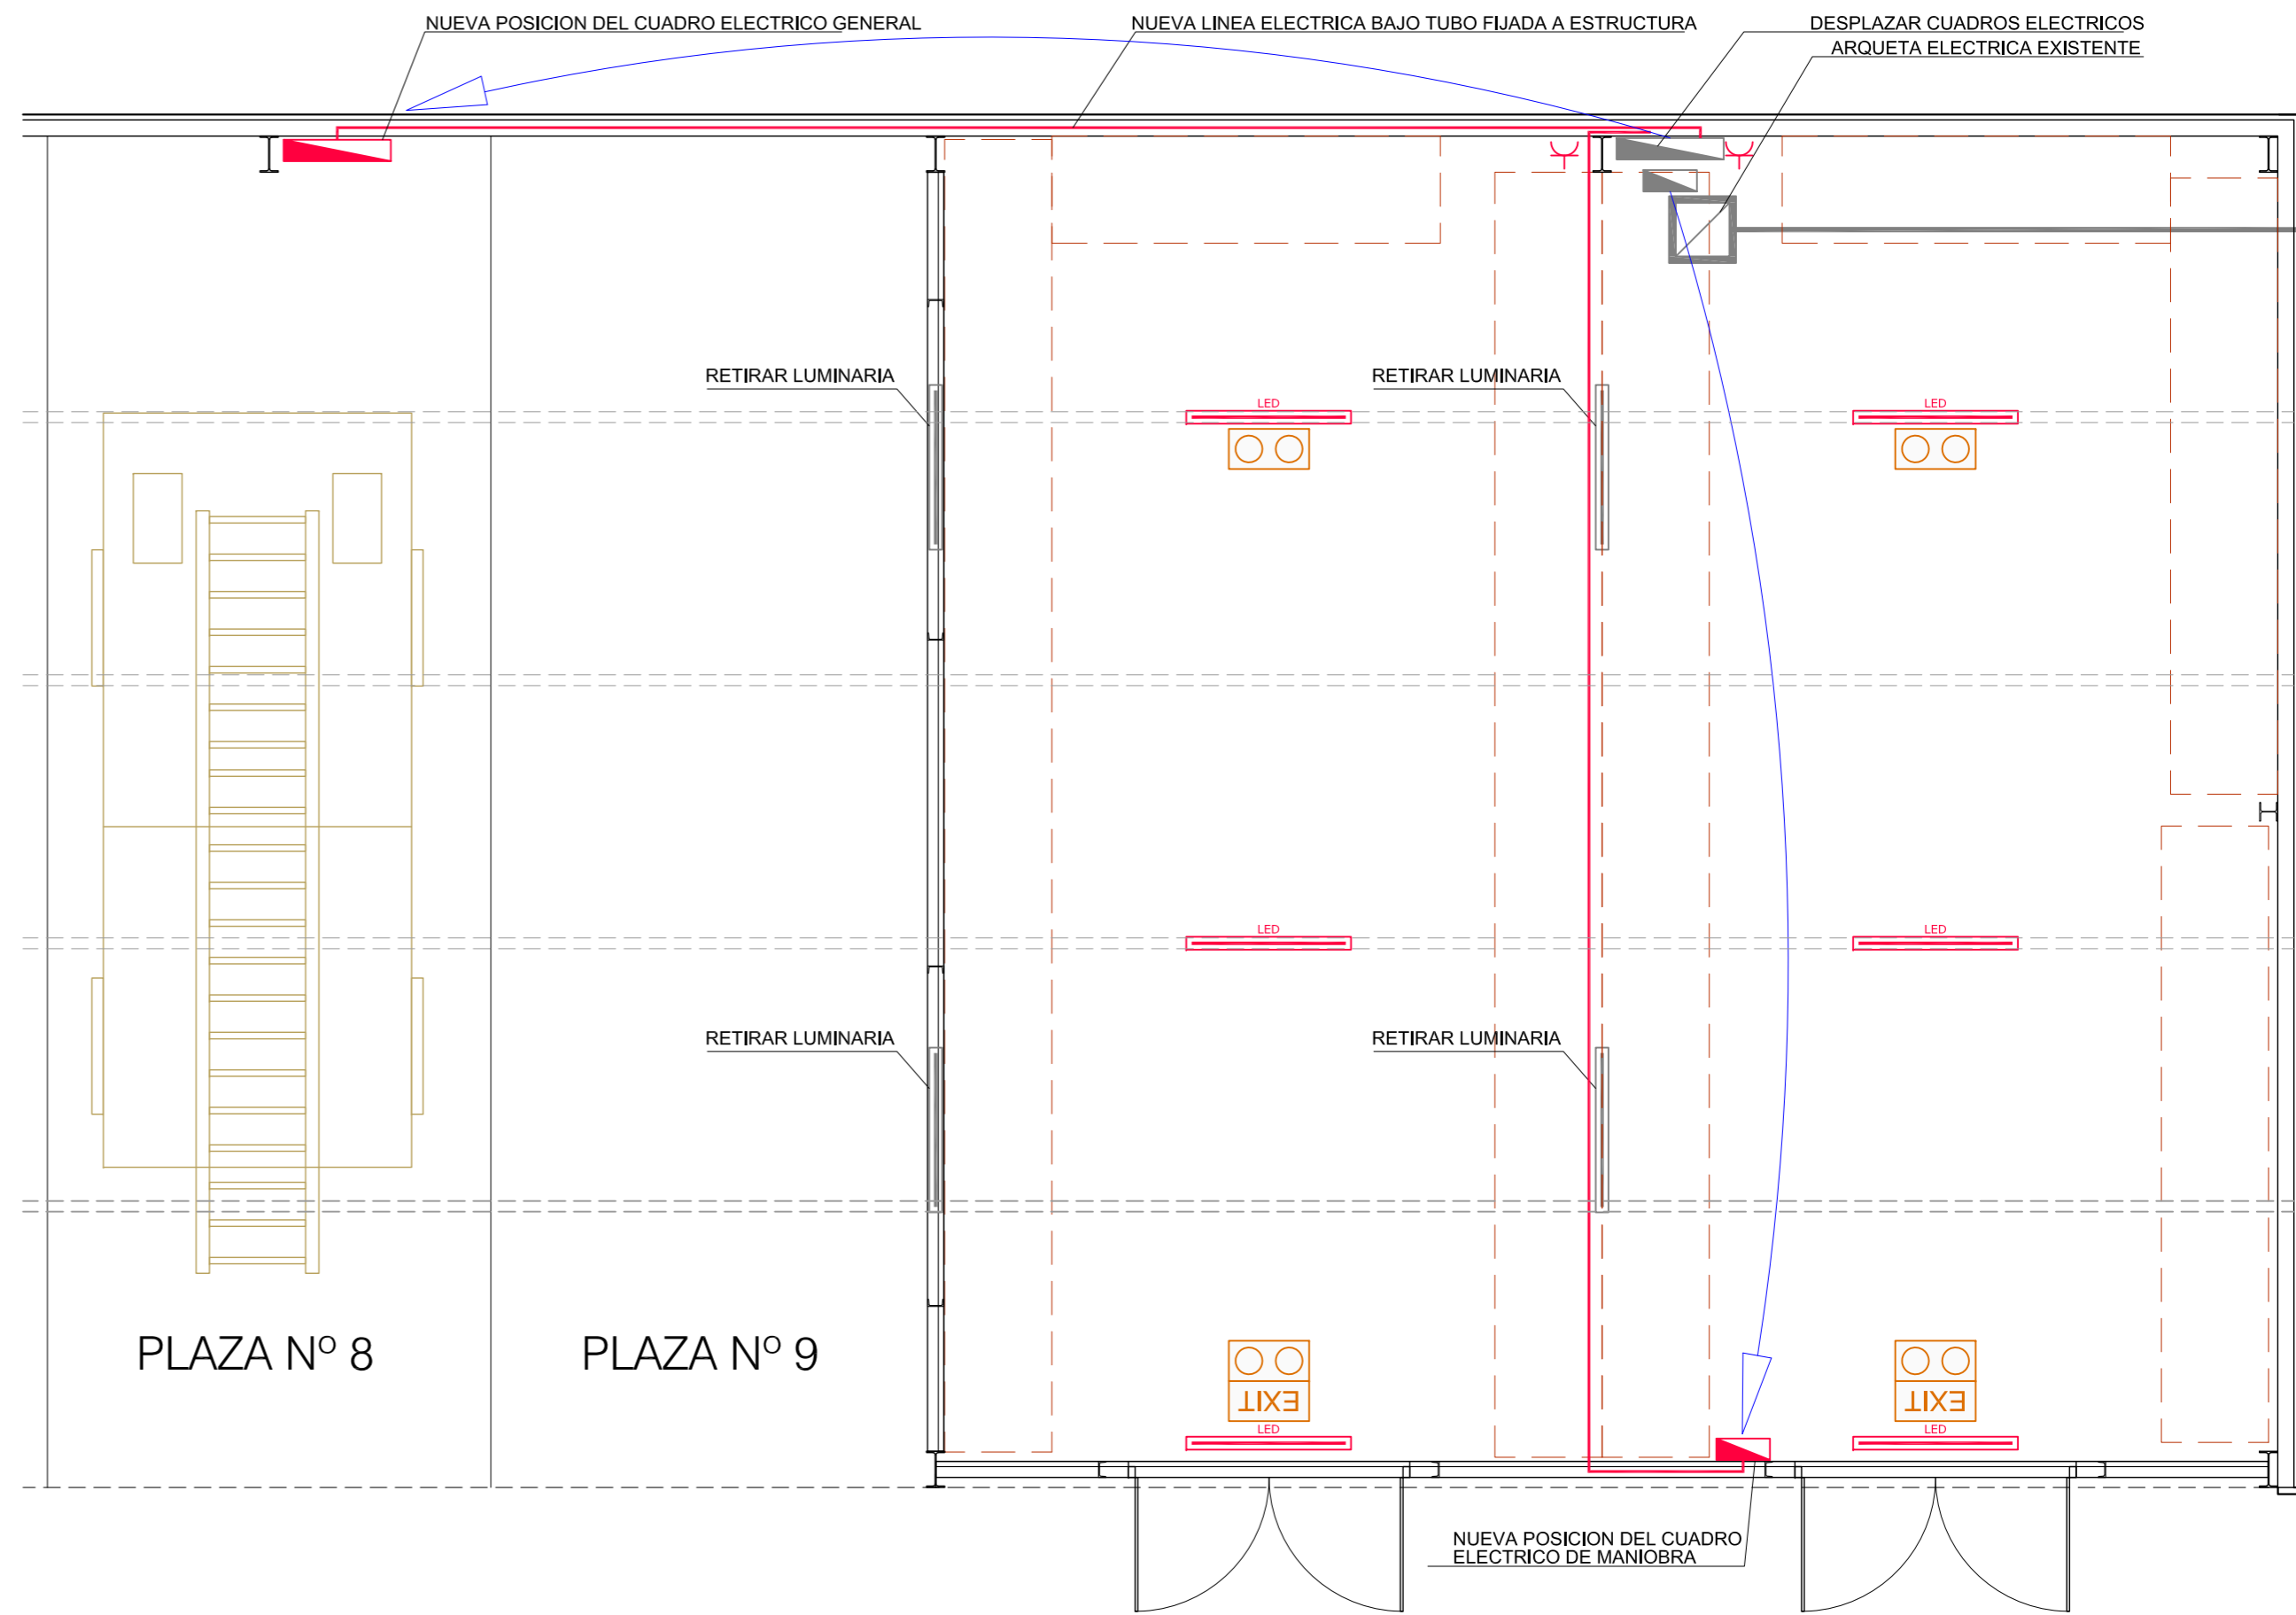 NUEVA POSICION DEL CUADRO ELECTRICO GENERAL
NUEVA LINEA ELECTRICA BAJO TUBO FIJADA A ESTRUCTURA
DESPLAZAR CUADROS ELECTRICOS
ARQUETA ELECTRICA EXISTENTE
RETIRAR LUMINARIA
RETIRAR LUMINARIA
LED
LED
LED
LED
RETIRAR LUMINARIA
RETIRAR LUMINARIA
PLAZA Nº 8
PLAZA Nº 9
EXIT
EXIT
LED
LED
NUEVA POSICION DEL CUADRO
ELECTRICO DE MANIOBRA